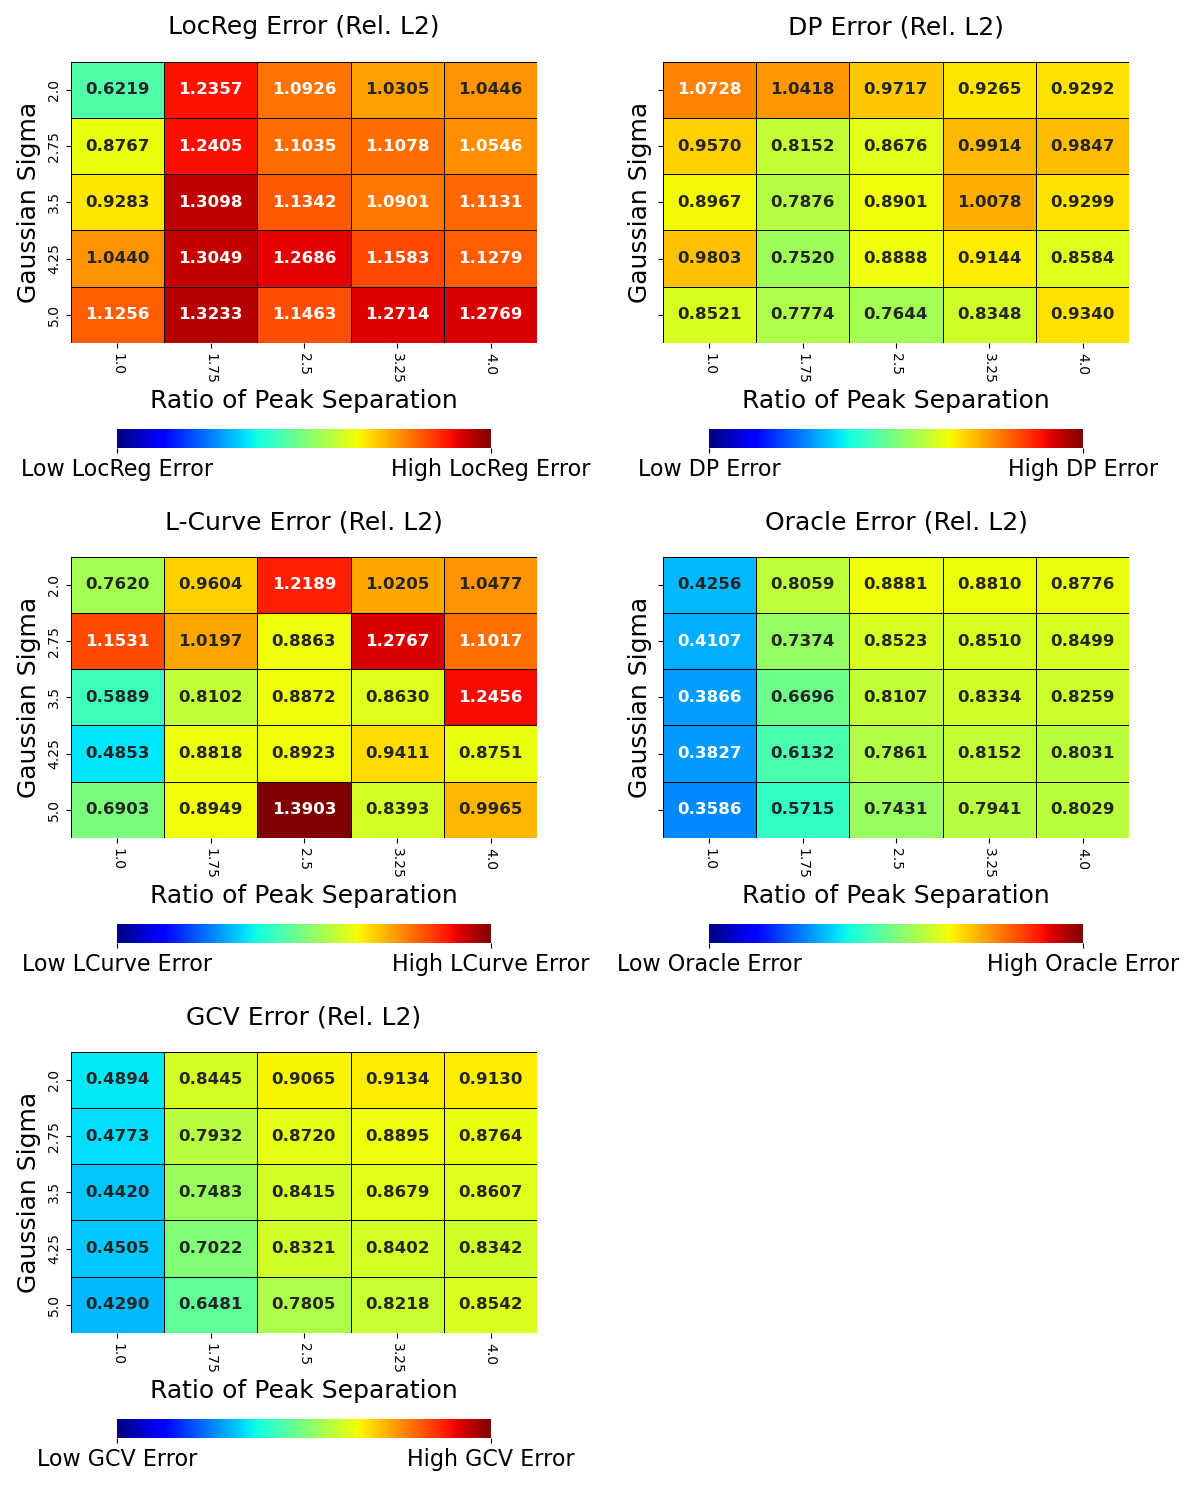 LocReg Error (Rel. L2)
Gaussian Sigma
2.0 0.6219 1.2357 1.0926 1.0305 1.0446
2.75 0.8767 1.2405 1.1035 1.1078 1.0546
3.5 0.9283 1.3098 1.1342 1.0901 1.1131
4.25 1.0440 1.3049 1.2686 1.1583 1.1279
5.0 1.1256 1.3233 1.1463 1.2714 1.2769
1.0 1.75 2.5 3.25 4.0
Ratio of Peak Separation
Low LocReg Error High LocReg Error
DP Error (Rel. L2)
Gaussian Sigma
1.0728 1.0418 0.9717 0.9265 0.9292
0.9570 0.8152 0.8676 0.9914 0.9847
0.8967 0.7876 0.8901 1.0078 0.9299
0.9803 0.7520 0.8888 0.9144 0.8584
0.8521 0.7774 0.7644 0.8348 0.9340
1.0 1.75 2.5 3.25 4.0
Ratio of Peak Separation
Low DP Error High DP Error
L-Curve Error (Rel. L2)
Gaussian Sigma
2.0 0.7620 0.9604 1.2189 1.0205 1.0477
2.75 1.1531 1.0197 0.8863 1.2767 1.1017
3.5 0.5889 0.8102 0.8872 0.8630 1.2456
4.25 0.4853 0.8818 0.8923 0.9411 0.8751
5.0 0.6903 0.8949 1.3903 0.8393 0.9965
1.0 1.75 2.5 3.25 4.0
Ratio of Peak Separation
Low LCurve Error High LCurve Error
Oracle Error (Rel. L2)
Gaussian Sigma
0.4256 0.8059 0.8881 0.8810 0.8776
0.4107 0.7374 0.8523 0.8510 0.8499
0.3866 0.6696 0.8107 0.8334 0.8259
0.3827 0.6132 0.7861 0.8152 0.8031
0.3586 0.5715 0.7431 0.7941 0.8029
1.0 1.75 2.5 3.25 4.0
Ratio of Peak Separation
Low Oracle Error High Oracle Error
GCV Error (Rel. L2)
Gaussian Sigma
2.0 0.4894 0.8445 0.9065 0.9134 0.9130
2.75 0.4773 0.7932 0.8720 0.8895 0.8764
3.5 0.4420 0.7483 0.8415 0.8679 0.8607
4.25 0.4505 0.7022 0.8321 0.8402 0.8342
5.0 0.4290 0.6481 0.7805 0.8218 0.8542
1.0 1.75 2.5 3.25 4.0
Ratio of Peak Separation
Low GCV Error High GCV Error